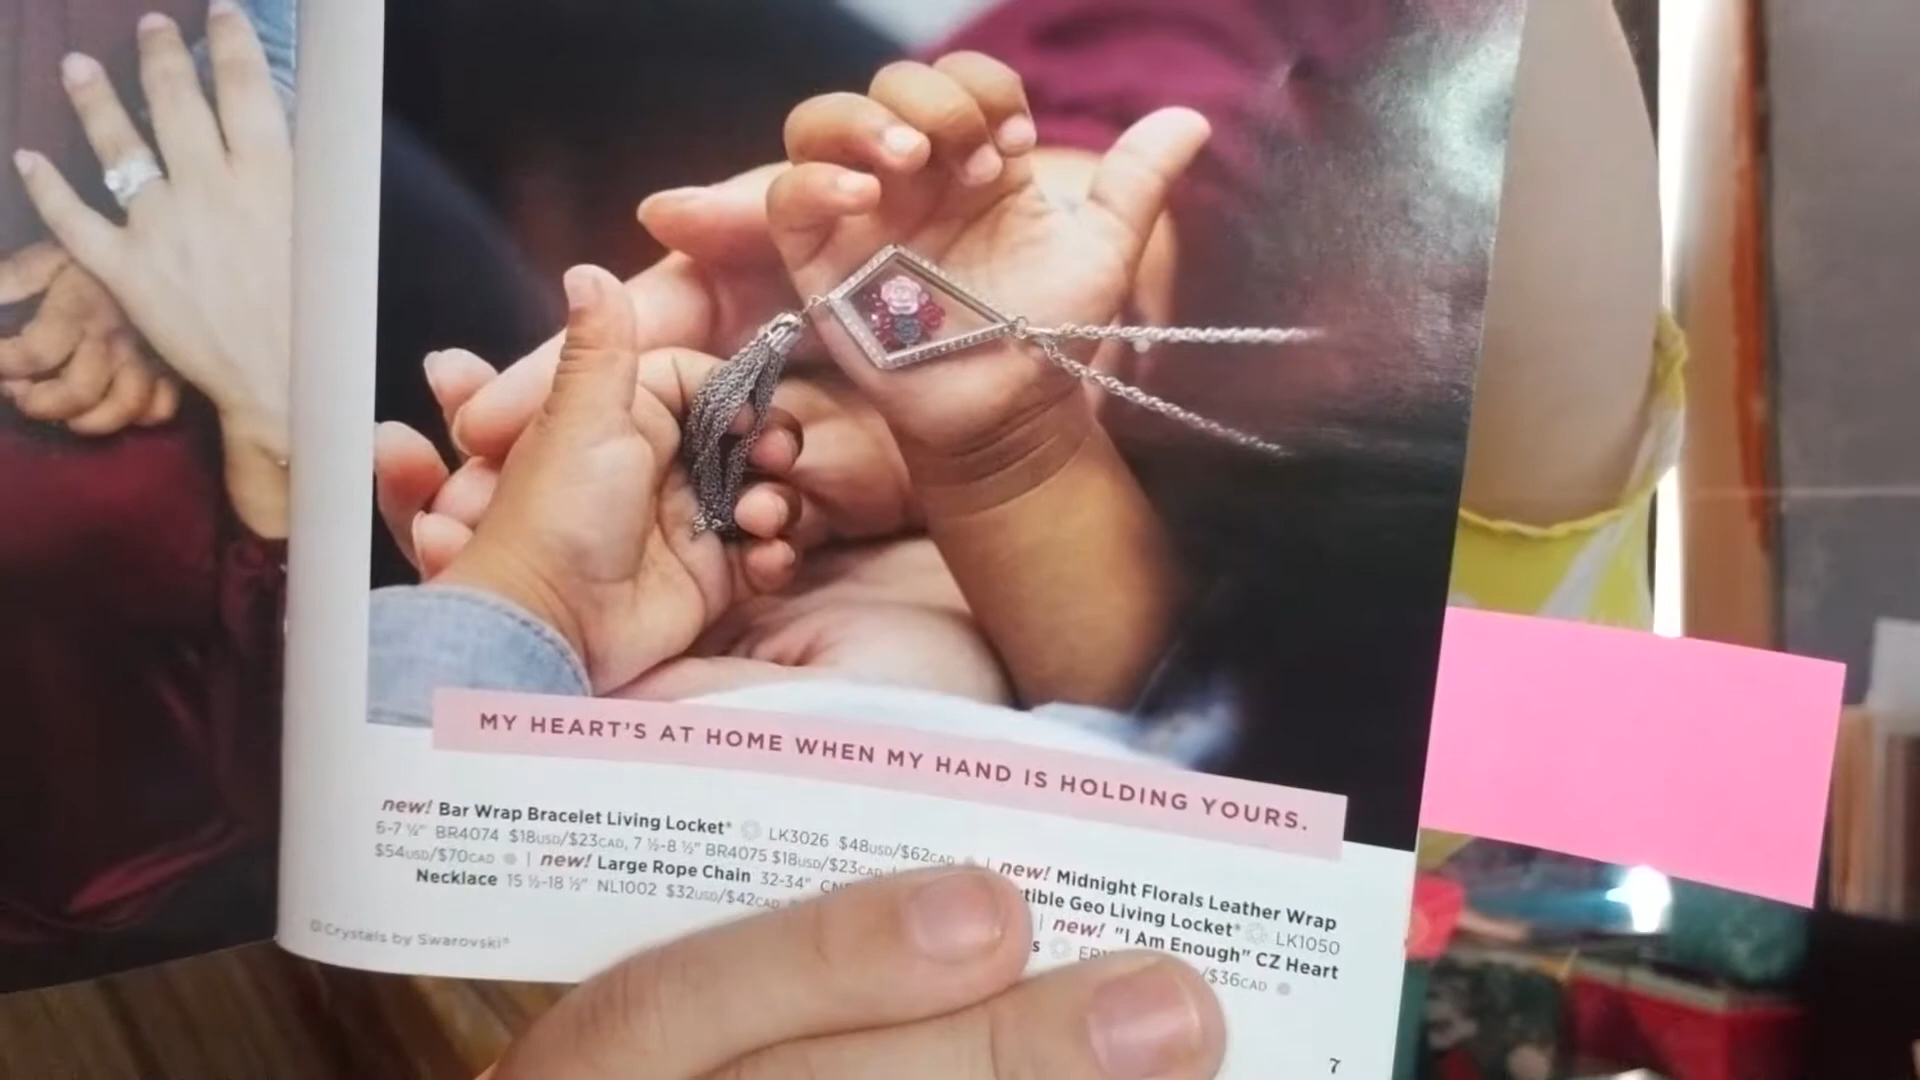 MY HEART'S AT HOME WHEN MY HAND IS HOLDING YOURS.
new! Bar Wrap Bracelet Living Locket® LK3026 $48USD/$62CAD | new! Midnight Florals Leather Wrap
6-7 ½" BR4074 $18USD/$23CAD, 7 ½-8 ½" BR4075 $18USD/$23CAD Geo Living Locket® LK1050
$54USD/$70CAD | new! Large Rope Chain 32-34" | new! "I Am Enough" CZ Heart
Necklace 15 ½-18 ½" NL1002 $32USD/$42CAD /$36CAD
Crystals by Swarovski®
7